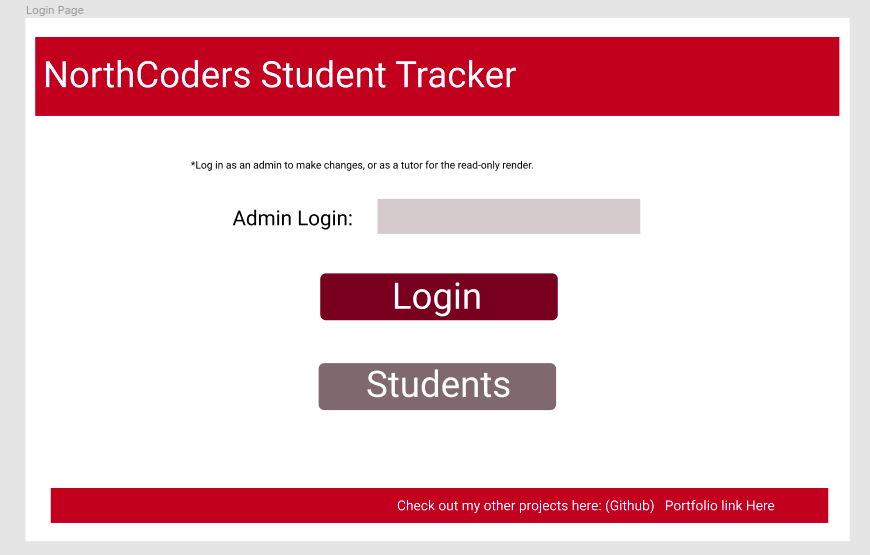 Login Page
NorthCoders Student Tracker
*Log in as an admin to make changes, or as a tutor for the read-only render.
Admin Login:
Login
Students
Check out my other projects here: (Github) Portfolio link Here